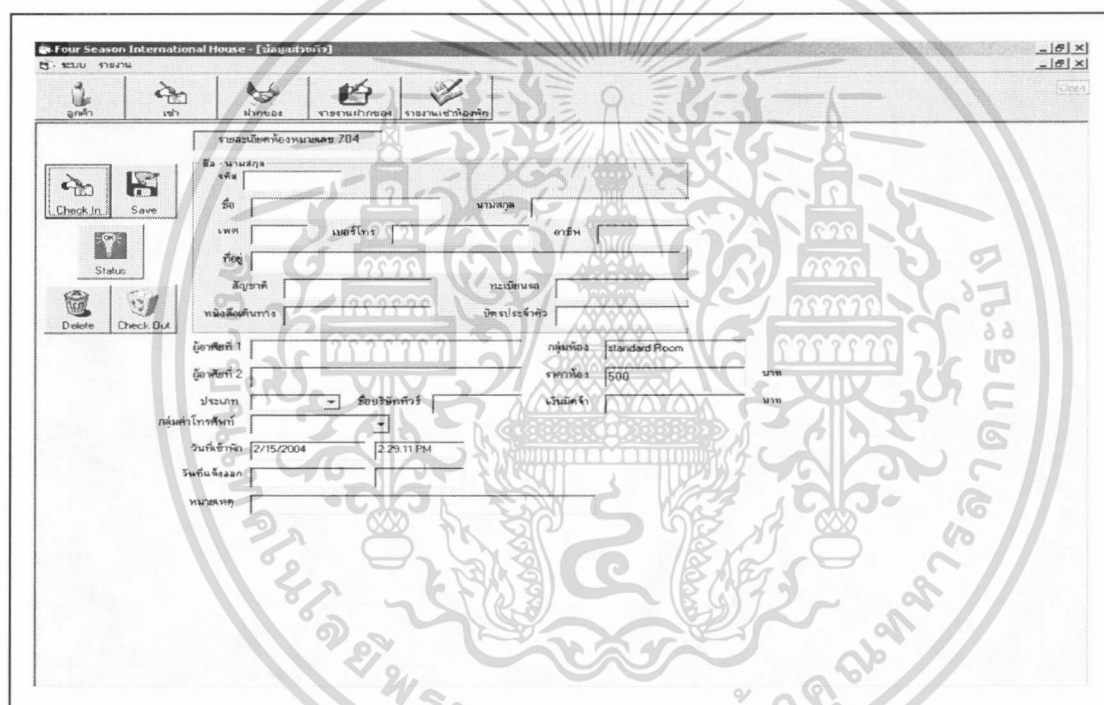 Four Season International House - [ข้อมูลส่วนตัว]
ระบบ รายงาน
ลูกค้า เช่า ฝากของ รายงานฝากของ รายงานเช่าห้องพัก
Close
รายละเอียดห้องหมายเลข 704
ชื่อ - นามสกุล
รหัส
Check In Save
ชื่อ นามสกุล
เพศ เบอร์โทร อาชีพ
ที่อยู่
Status
สัญชาติ ทะเบียนรถ
หนังสือเดินทาง บัตรประจำตัว
Delete Check Out
ผู้อาศัยที่ 1 กลุ่มห้อง standard Room
ผู้อาศัยที่ 2 ราคาห้อง 500 บาท
ประเภท ชื่อบริษัททัวร์ เงินมัดจำ บาท
กลุ่มค่าโทรศัพท์
วันที่เข้าพัก 2/15/2004 2:29:11 PM
วันที่แจ้งออก
หมายเหตุ